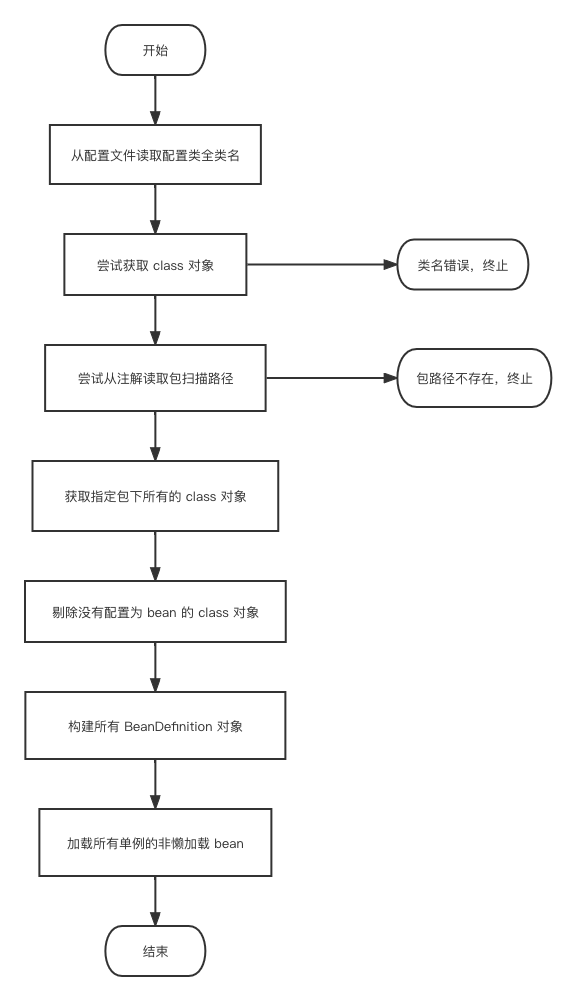 开始
从配置文件读取配置类全类名
尝试获取 class 对象
类名错误，终止
尝试从注解读取包扫描路径
包路径不存在，终止
获取指定包下所有的 class 对象
剔除没有配置为 bean 的 class 对象
构建所有 BeanDefinition 对象
加载所有单例的非懒加载 bean
结束